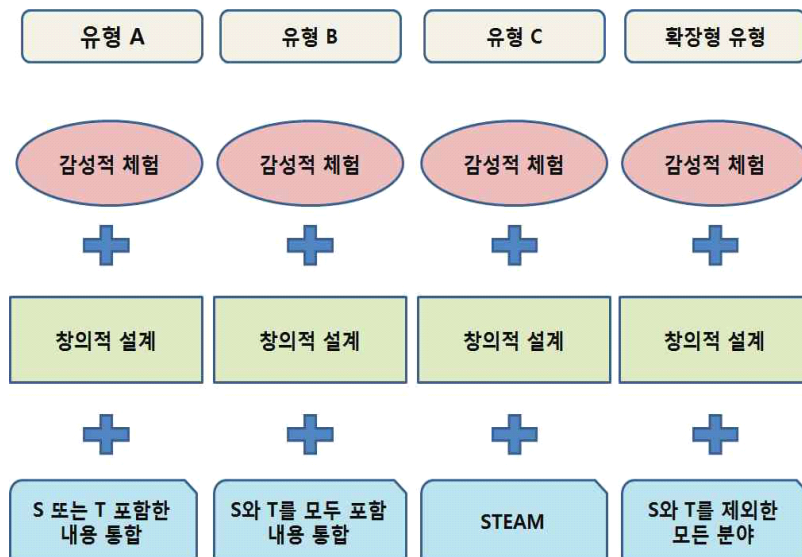 유형 A
유형 B
유형 C
확장형 유형
감성적 체험
감성적 체험
감성적 체험
감성적 체험
창의적 설계
창의적 설계
창의적 설계
창의적 설계
S 또는 T 포함한
내용 통합
S와 T를 모두 포함
내용 통합
STEAM
S와 T를 제외한
모든 분야